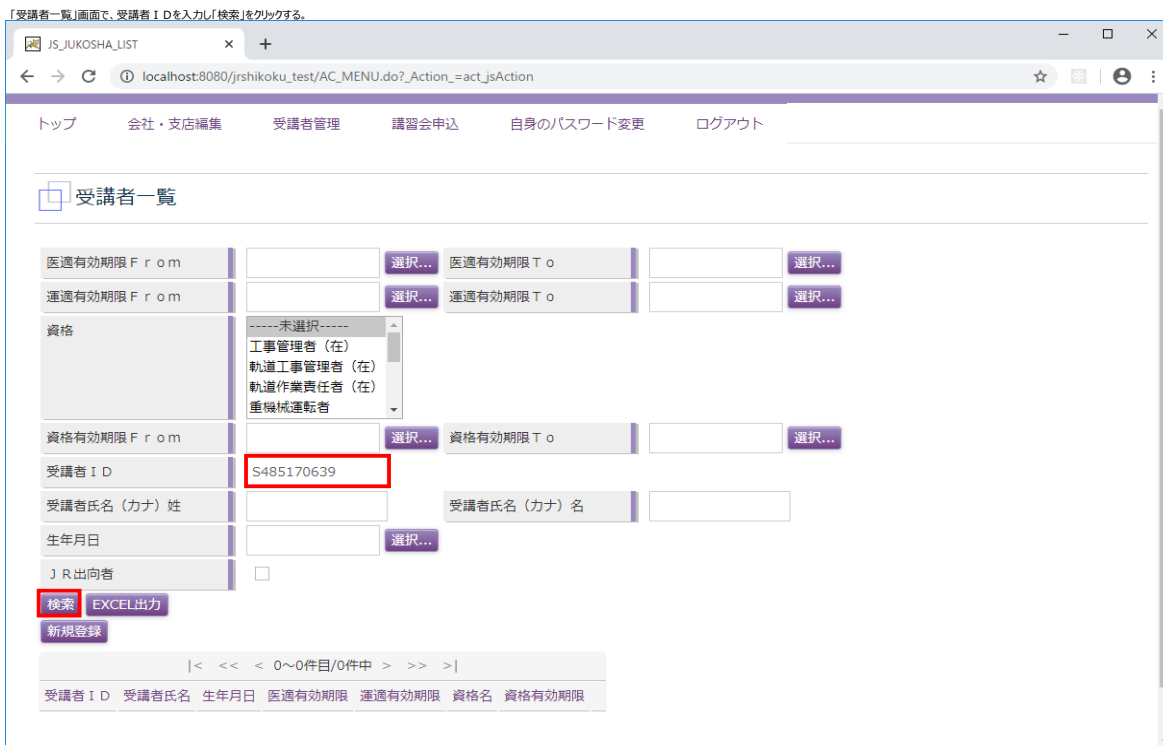 「受講者一覧」画面で、受講者ＩＤを入力し「検索」をクリックする。
JS_JUKOSHA_LIST
localhost:8080/jrshikoku_test/AC_MENU.do?_Action_=act_jsAction
トップ 会社・支店編集 受講者管理 講習会申込 自身のパスワード変更 ログアウト
受講者一覧
医適有効期限Ｆｒｏｍ 選択... 医適有効期限Ｔｏ 選択...
運適有効期限Ｆｒｏｍ 選択... 運適有効期限Ｔｏ 選択...
資格 -----未選択-----
工事管理者（在）
軌道工事管理者（在）
軌道作業責任者（在）
重機械運転者
資格有効期限Ｆｒｏｍ 選択... 資格有効期限Ｔｏ 選択...
受講者ＩＤ S485170639
受講者氏名（カナ）姓 受講者氏名（カナ）名
生年月日 選択...
ＪＲ出向者
検索 EXCEL出力
新規登録
|< << < 0～0件目/0件中 > >> >|
受講者ＩＤ 受講者氏名 生年月日 医適有効期限 運適有効期限 資格名 資格有効期限